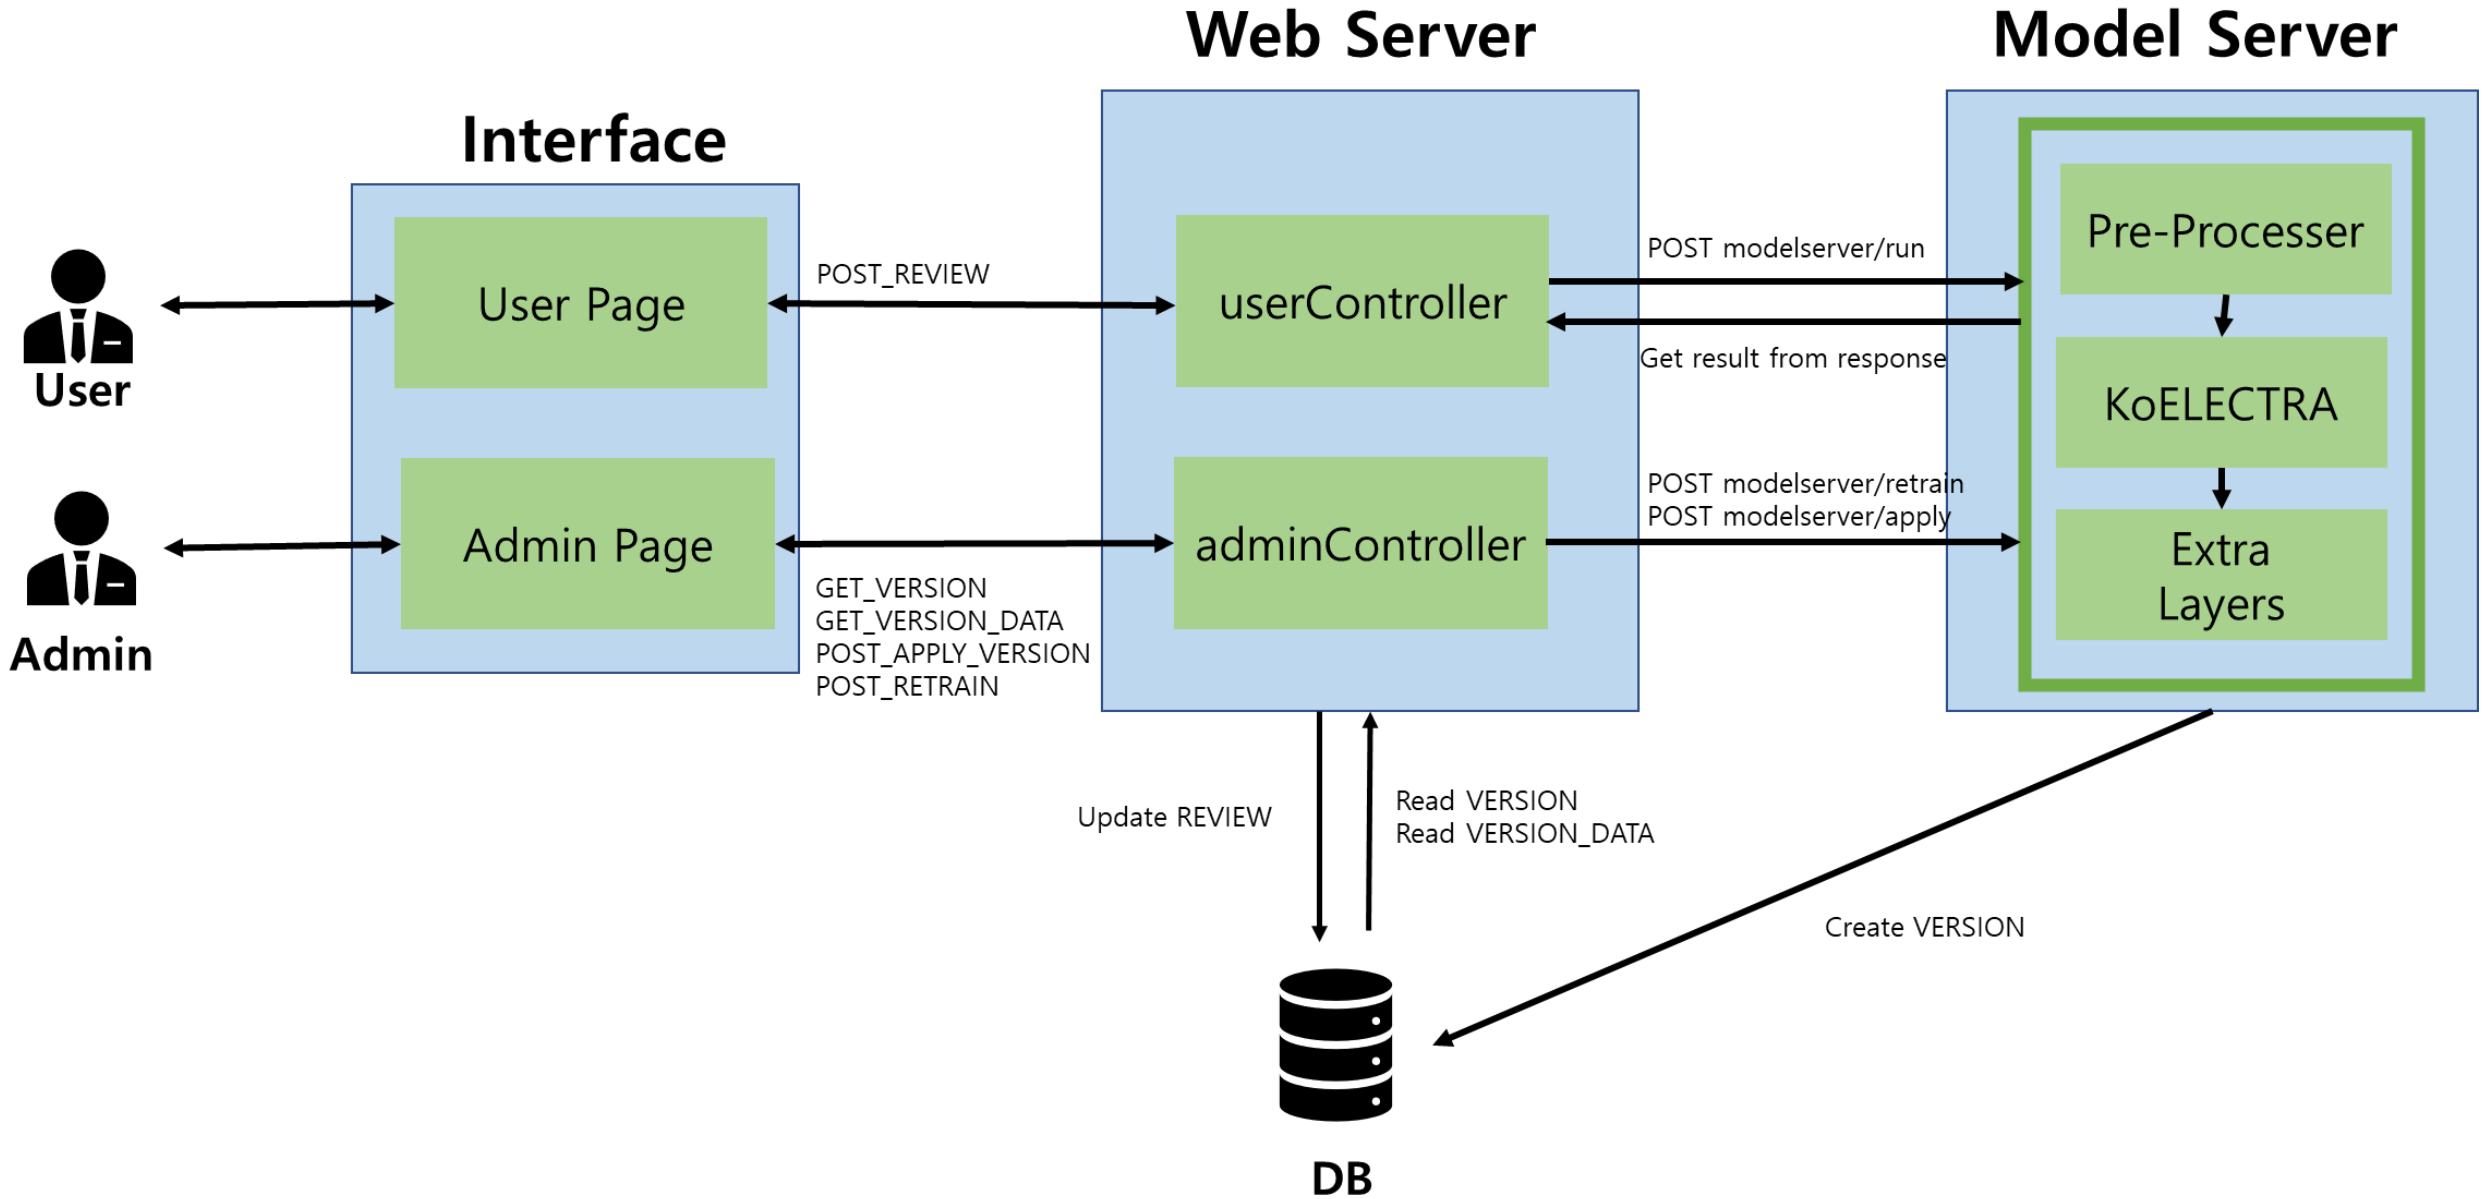 Web Server
Model Server
Interface
User Page
POST_REVIEW
userController
POST modelserver/run
Get result from response
Pre-Processer
KoELECTRA
Extra
Layers
User
Admin Page
GET_VERSION
GET_VERSION_DATA
POST_APPLY_VERSION
POST_RETRAIN
adminController
POST modelserver/retrain
POST modelserver/apply
Admin
Update REVIEW
Read VERSION
Read VERSION_DATA
Create VERSION
DB